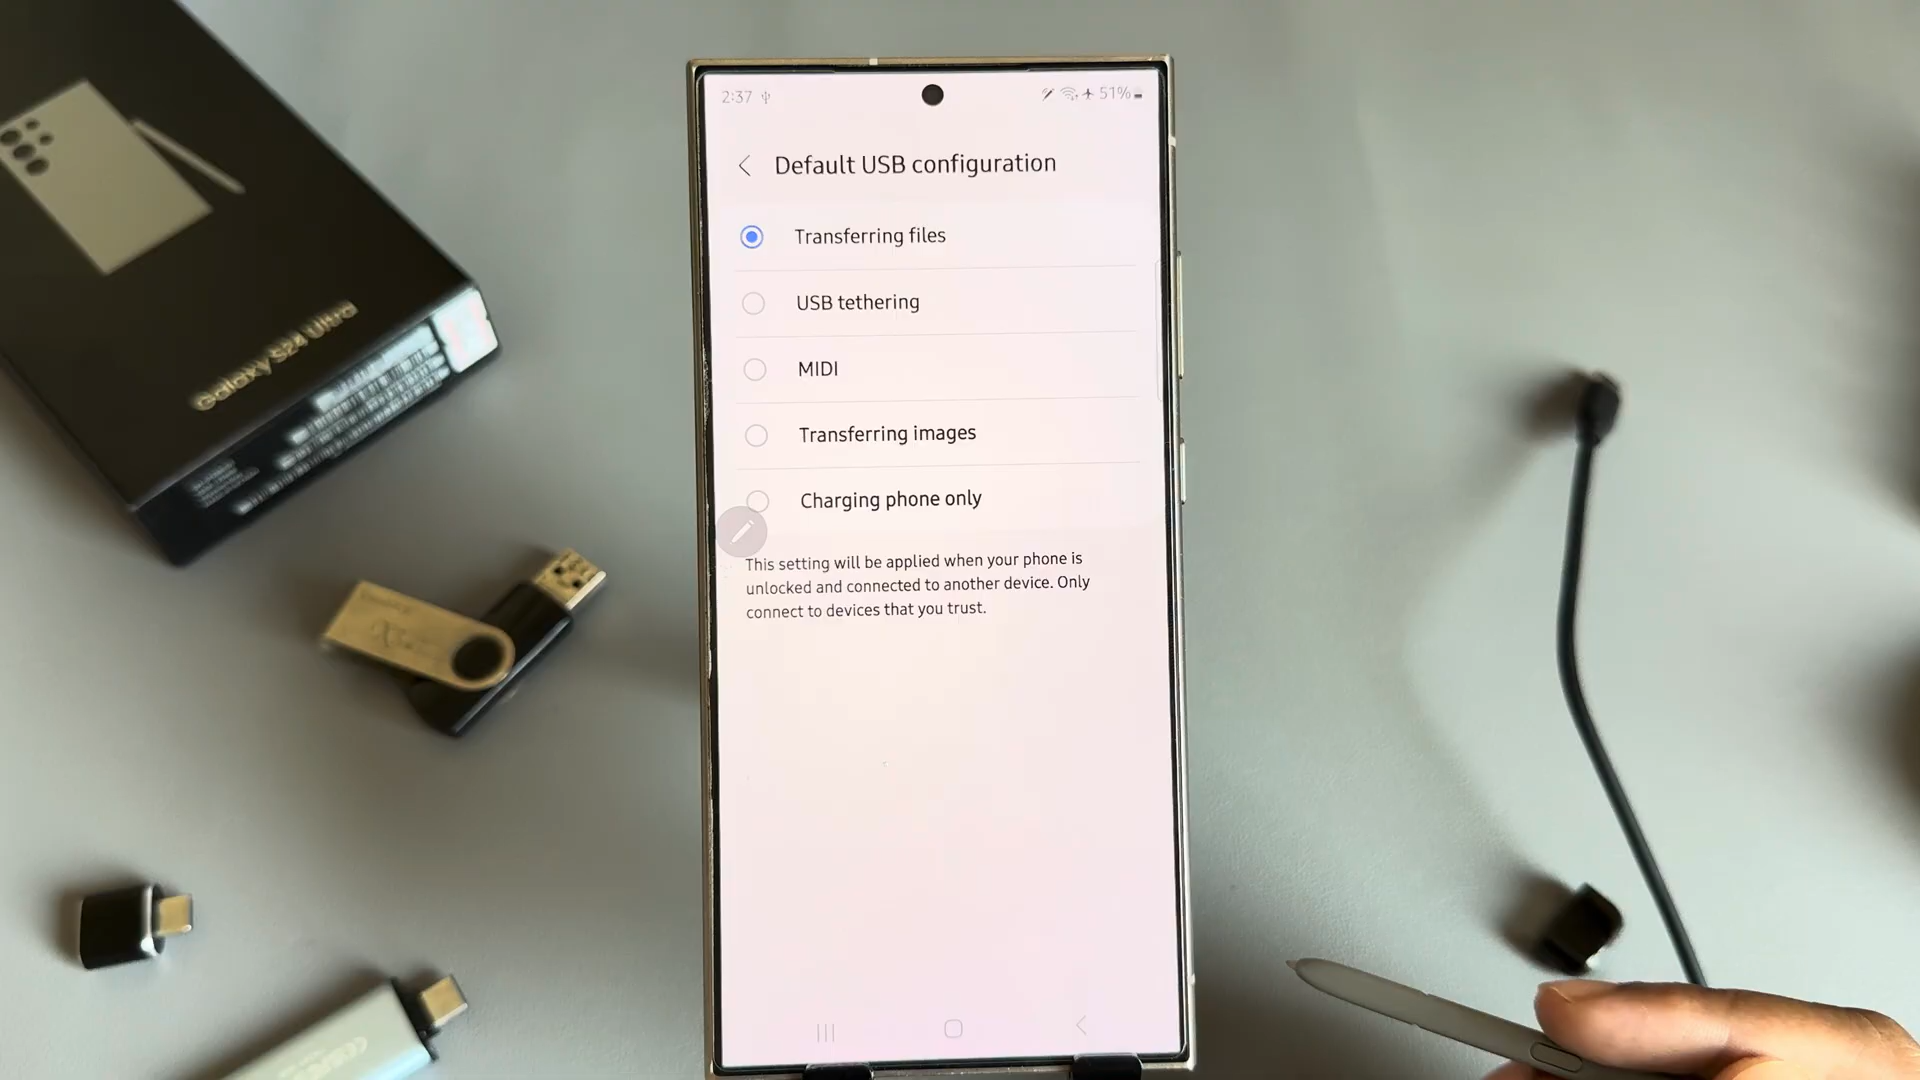 2:37
51%
Default USB configuration
Transferring files
USB tethering
MIDI
Transferring images
Charging phone only
This setting will be applied when your phone is
unlocked and connected to another device. Only
connect to devices that you trust.
Galaxy S24 Ultra